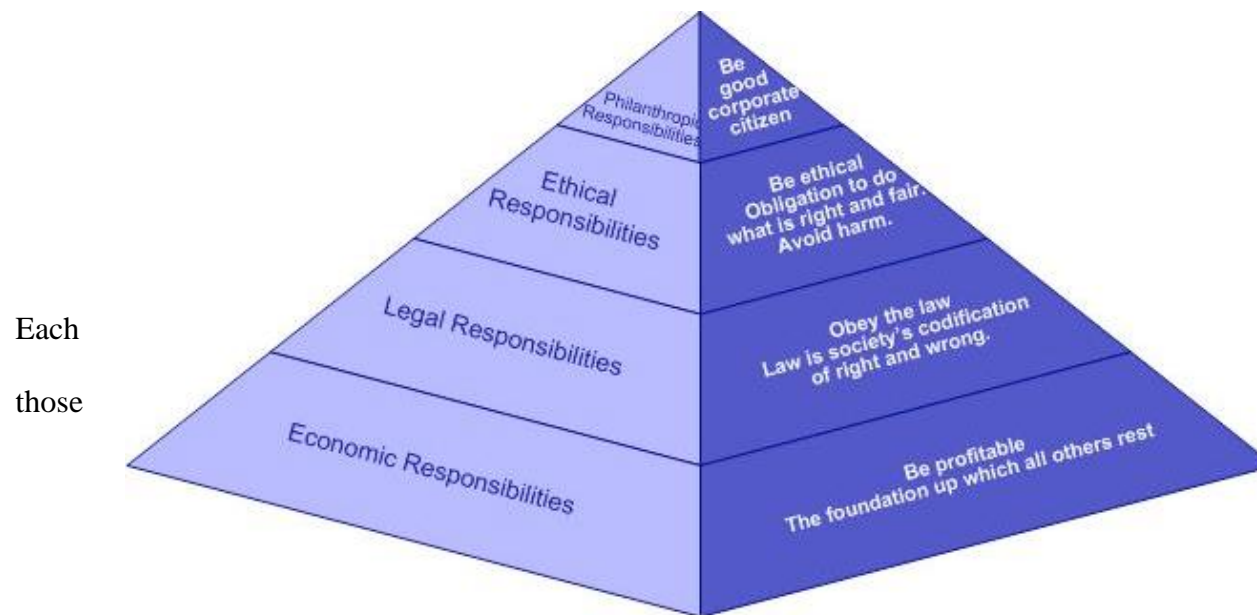 Philanthropic
Responsibilities
Be
good
corporate
citizen
Ethical
Responsibilities
Be ethical
Obligation to do
what is right and fair.
Avoid harm.
Legal Responsibilities
Obey the law
Law is society's codification
of right and wrong.
Each
those
Economic Responsibilities
Be profitable
The foundation up which all others rest